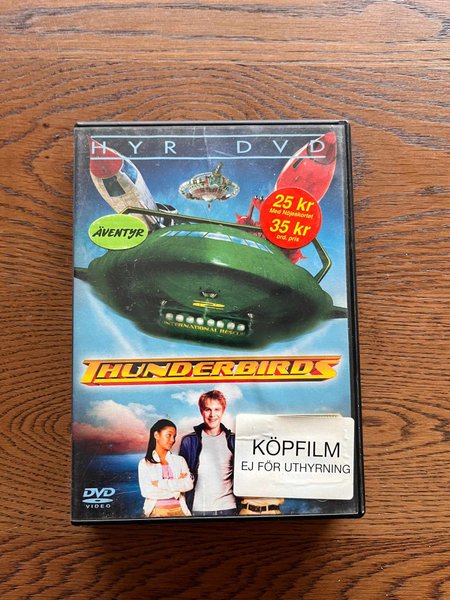 HYR DVD
ÄVENTYR
25 kr
Med Nöjeskortet
35 kr
ord. pris
INTERNATIONAL RESCUE
THUNDERBIRDS
KÖPFILM
EJ FÖR UTHYRNING
DVD
VIDEO